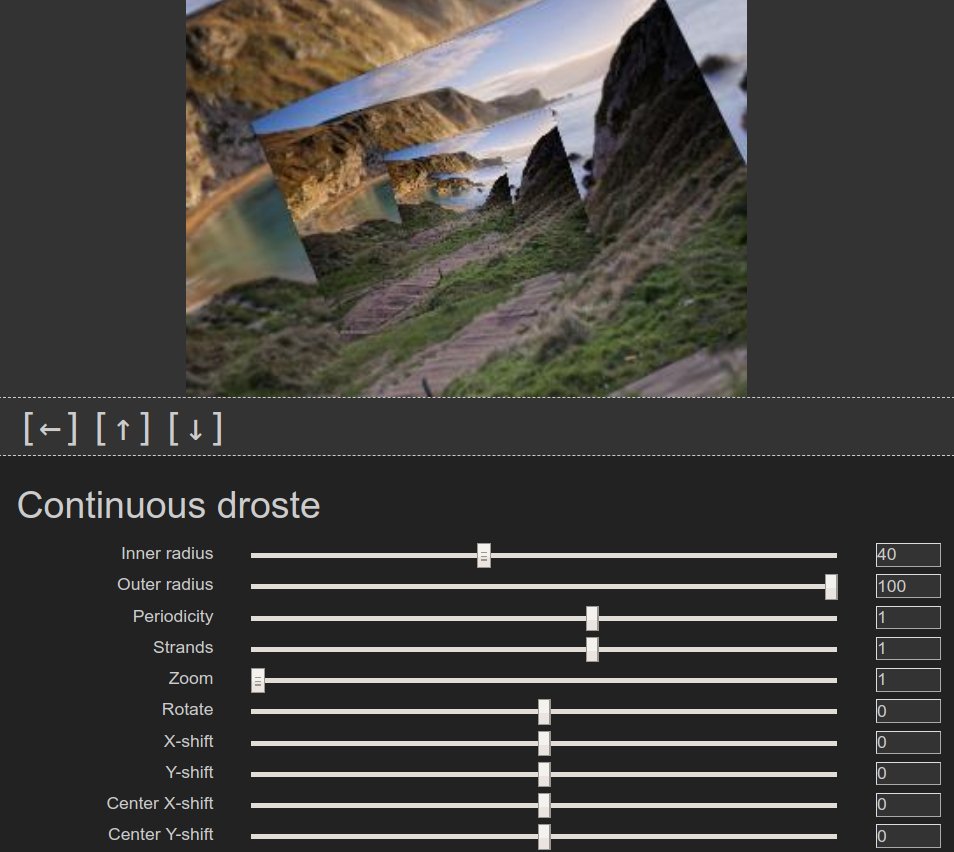 [←] [↑] [↓]
Continuous droste
Inner radius 40
Outer radius 100
Periodicity 1
Strands 1
Zoom 1
Rotate 0
X-shift 0
Y-shift 0
Center X-shift 0
Center Y-shift 0